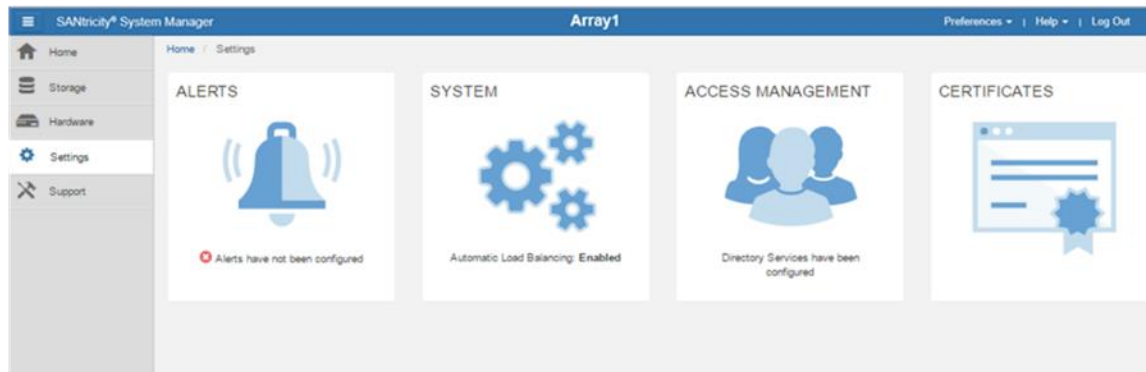 SANtricity® System Manager
Array1
Preferences | Help | Log Out
Home
Storage
Hardware
Settings
Support
Home / Settings
ALERTS
Alerts have not been configured
SYSTEM
Automatic Load Balancing: Enabled
ACCESS MANAGEMENT
Directory Services have been
configured
CERTIFICATES